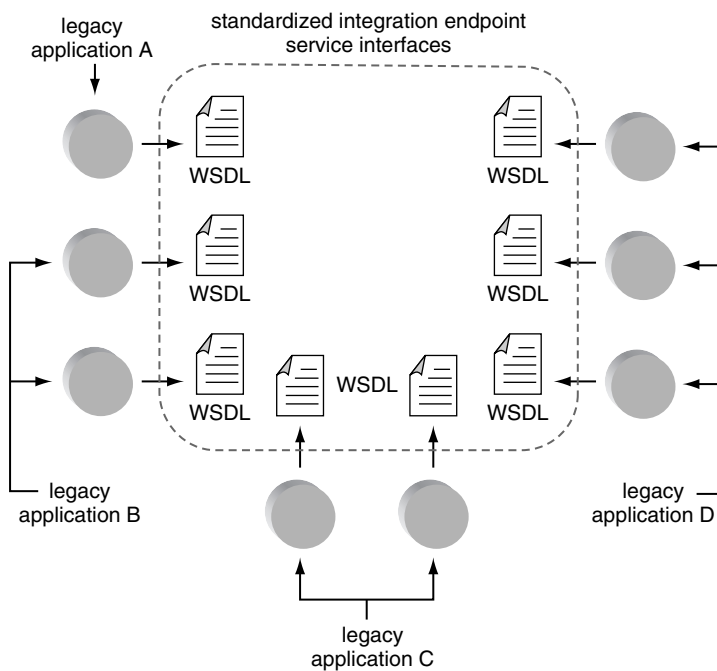 standardized integration endpoint
service interfaces
legacy
application A
WSDL
WSDL
WSDL
WSDL
WSDL
WSDL
WSDL
legacy
application B
legacy
application D
legacy
application C